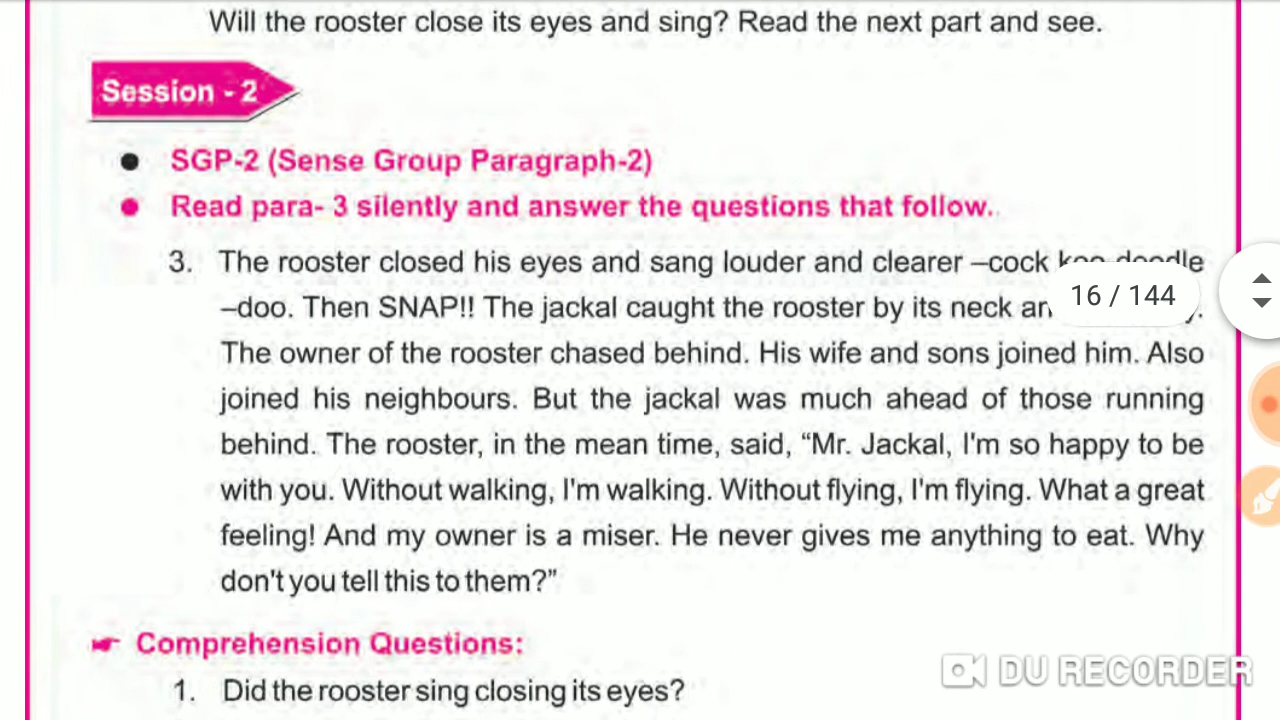 Will the rooster close its eyes and sing? Read the next part and see.
Session - 2
● SGP-2 (Sense Group Paragraph-2)
● Read para- 3 silently and answer the questions that follow.
3. The rooster closed his eyes and sang louder and clearer –cock
–doo. Then SNAP!! The jackal caught the rooster by its neck
16 / 144
The owner of the rooster chased behind. His wife and sons joined him. Also
joined his neighbours. But the jackal was much ahead of those running
behind. The rooster, in the mean time, said, “Mr. Jackal, I'm so happy to be
with you. Without walking, I'm walking. Without flying, I'm flying. What a great
feeling! And my owner is a miser. He never gives me anything to eat. Why
don't you tell this to them?”
☛ Comprehension Questions:
1. Did the rooster sing closing its eyes?
DU RECORDER